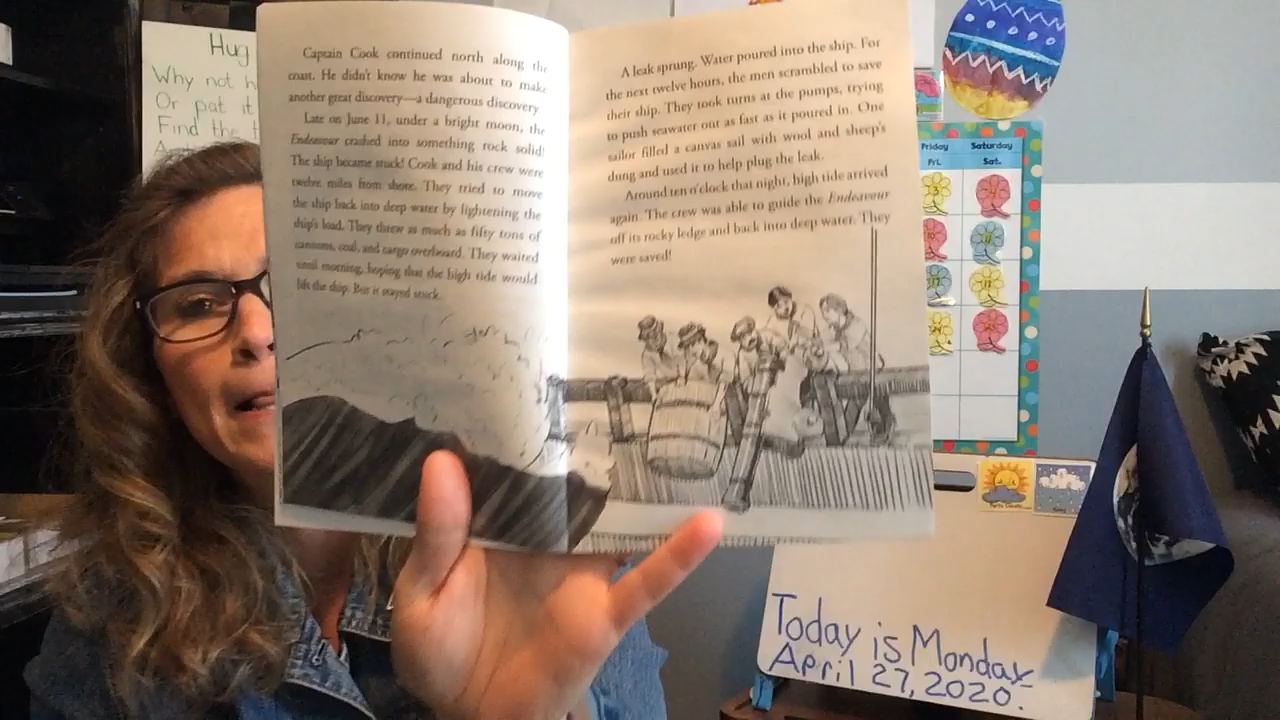 Hug
Why not h
Or pat it
Find the t
Captain Cook continued north along the
coast. He didn't know he was about to make
another great discovery—a dangerous discovery.
Late on June 11, under a bright moon, the
Endeavour crashed into something rock solid!
The ship became stuck! Cook and his crew were
twelve miles from shore. They tried to move
the ship back into deep water by lightening the
ship's load. They threw as much as fifty tons of
cannons, coal, and cargo overboard. They waited
until morning, hoping that the high tide would
lift the ship. But it stayed stuck.
A leak sprung. Water poured into the ship. For
the next twelve hours, the men scrambled to save
their ship. They took turns at the pumps, trying
to push seawater out as fast as it poured in. One
sailor filled a canvas sail with wool and sheep's
dung and used it to help plug the leak.
Around ten o'clock that night, high tide arrived
again. The crew was able to guide the Endeavour
off its rocky ledge and back into deep water. They
were saved!
Friday Saturday
Fri. Sat.
3 4
10 11
17
Today is Monday
April 27, 2020.